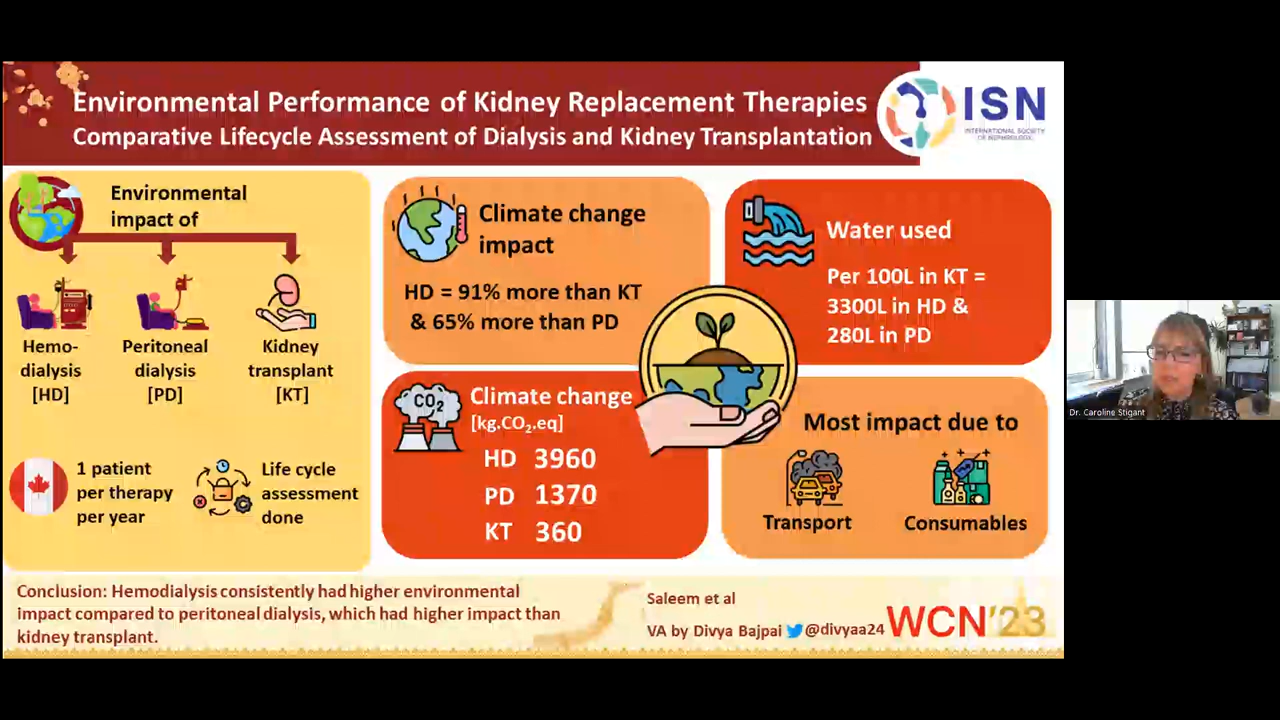 Environmental Performance of Kidney Replacement Therapies
Comparative Lifecycle Assessment of Dialysis and Kidney Transplantation
ISN
INTERNATIONAL SOCIETY
OF NEPHROLOGY
Environmental
impact of
Hemo-
dialysis
[HD]
Peritoneal
dialysis
[PD]
Kidney
transplant
[KT]
1 patient
per therapy
per year
Life cycle
assessment
done
Climate change
impact
HD = 91% more than KT
& 65% more than PD
Water used
Per 100L in KT =
3300L in HD &
280L in PD
CO2
Climate change
[kg.CO2.eq]
HD 3960
PD 1370
KT 360
Most impact due to
Transport
Consumables
Conclusion: Hemodialysis consistently had higher environmental
impact compared to peritoneal dialysis, which had higher impact than
kidney transplant.
Saleem et al
VA by Divya Bajpai @divyaa24
WCN'23
Dr. Caroline Stigant